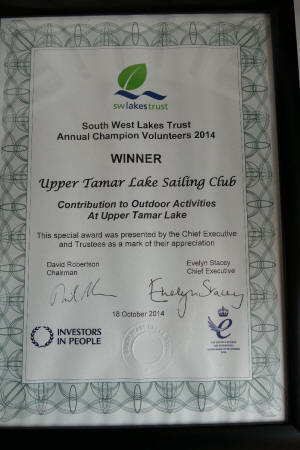 swlakestrust
South West Lakes Trust
Annual Champion Volunteers 2014
WINNER
Upper Tamar Lake Sailing Club
Contribution to Outdoor Activities
At Upper Tamar Lake
This special award was presented by the Chief Executive
and Trustees as a mark of their appreciation
David Robertson
Chairman
Evelyn Stacey
Chief Executive
Evelyn Stacey
18 October 2014
INVESTORS
IN PEOPLE